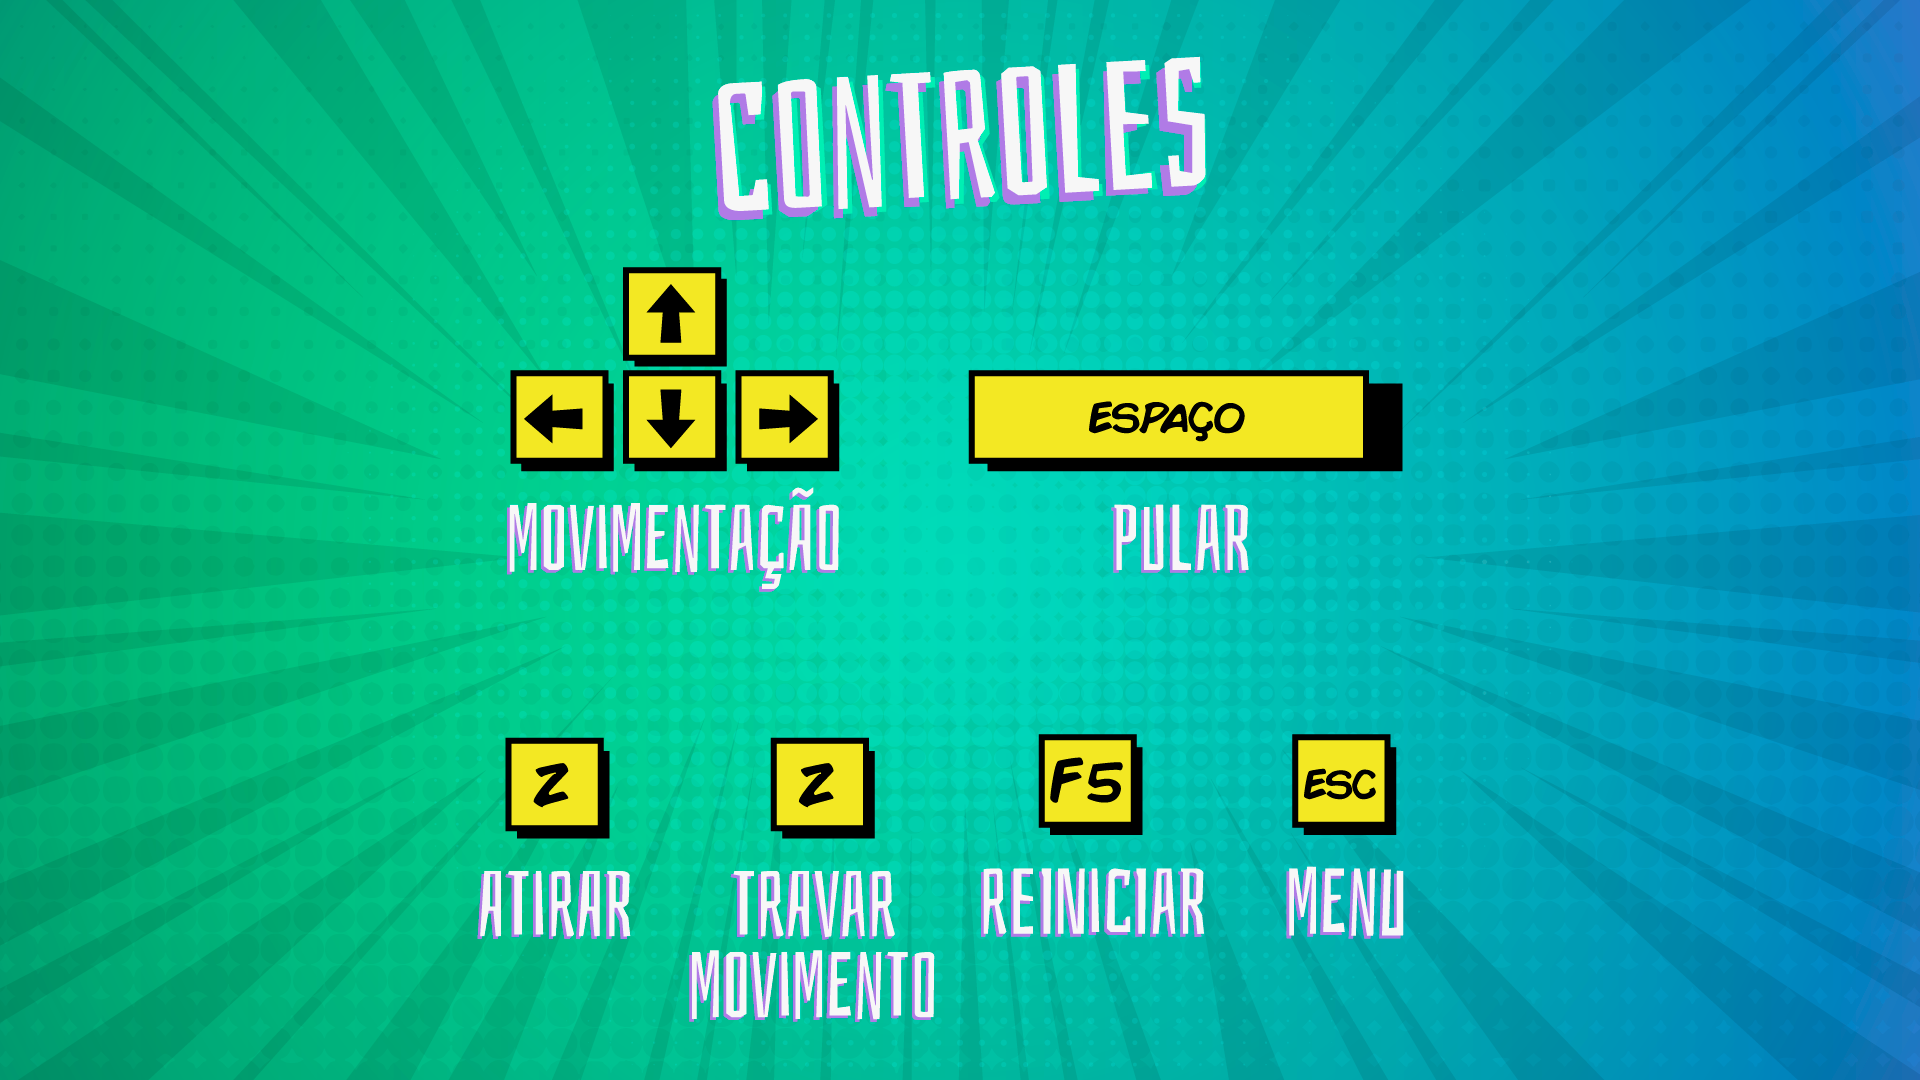 CONTROLES
ESPAÇO
MOVIMENTAÇÃO
PULAR
Z
Z
F5
ESC
ATIRAR
TRAVAR
MOVIMENTO
REINICIAR
MENU